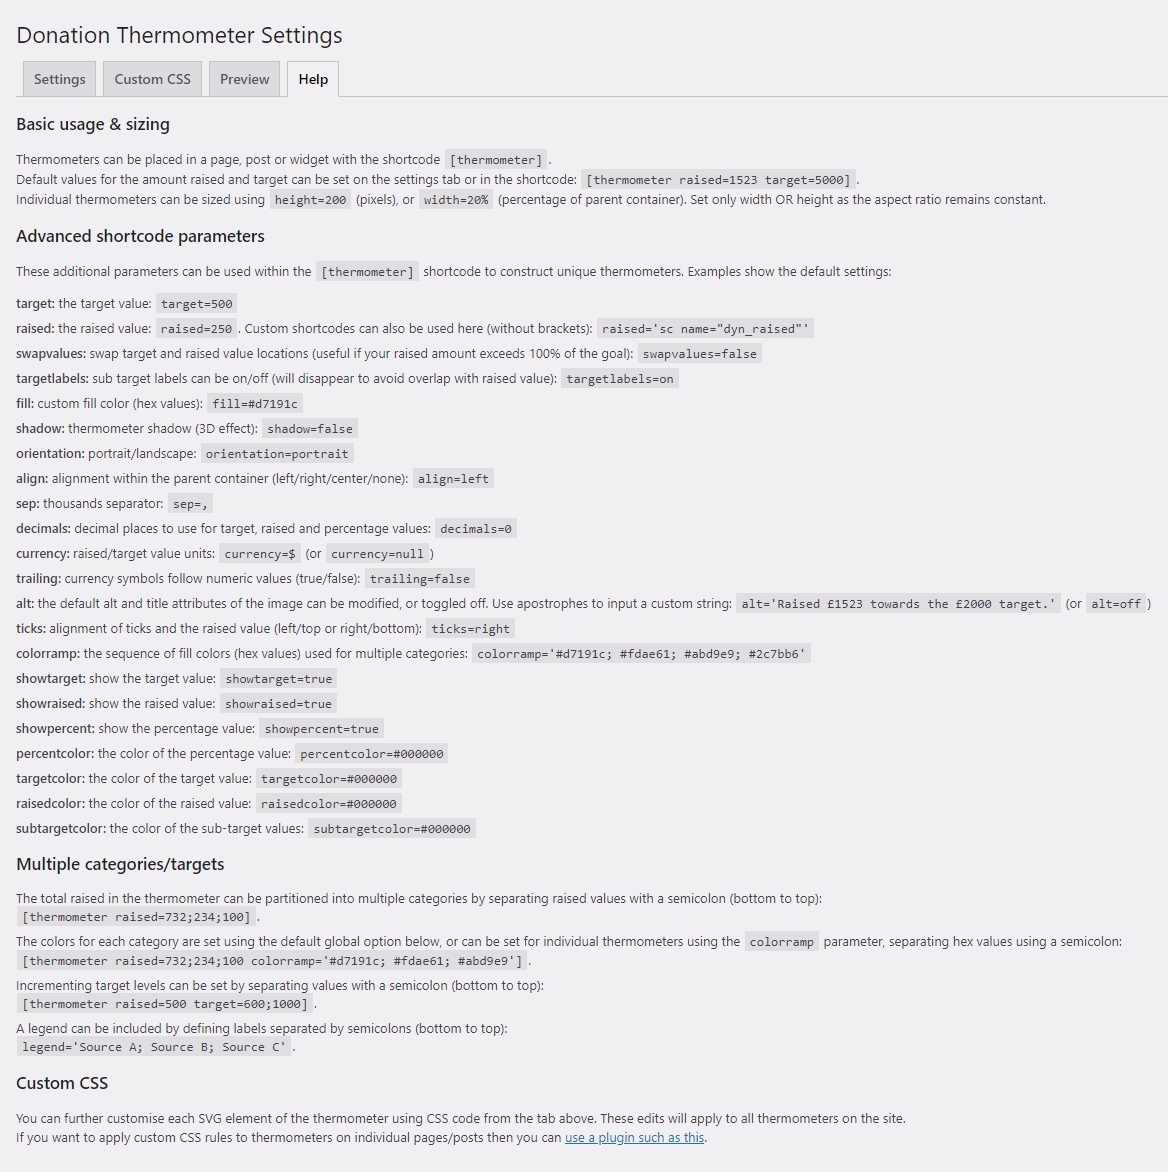 Donation Thermometer Settings
Settings
Custom CSS
Preview
Help
Basic usage & sizing
Thermometers can be placed in a page, post or widget with the shortcode [thermometer] .
Default values for the amount raised and target can be set on the settings tab or in the shortcode: [thermometer raised=1523 target=5000] .
Individual thermometers can be sized using height=200 (pixels), or width=20% (percentage of parent container). Set only width OR height as the aspect ratio remains constant.
Advanced shortcode parameters
These additional parameters can be used within the [thermometer] shortcode to construct unique thermometers. Examples show the default settings:
target: the target value: target=500
raised: the raised value: raised=250 . Custom shortcodes can also be used here (without brackets): raised='sc name="dyn_raised"'
swapvalues: swap target and raised value locations (useful if your raised amount exceeds 100% of the goal): swapvalues=false
targetlabels: sub target labels can be on/off (will disappear to avoid overlap with raised value): targetlabels=on
fill: custom fill color (hex values): fill=#d7191c
shadow: thermometer shadow (3D effect): shadow=false
orientation: portrait/landscape: orientation=portrait
align: alignment within the parent container (left/right/center/none): align=left
sep: thousands separator: sep=,
decimals: decimal places to use for target, raised and percentage values: decimals=0
currency: raised/target value units: currency=$ (or currency=null )
trailing: currency symbols follow numeric values (true/false): trailing=false
alt: the default alt and title attributes of the image can be modified, or toggled off. Use apostrophes to input a custom string: alt='Raised £1523 towards the £2000 target.' (or alt=off )
ticks: alignment of ticks and the raised value (left/top or right/bottom): ticks=right
colorramp: the sequence of fill colors (hex values) used for multiple categories: colorramp='#d7191c; #fdae61; #abd9e9; #2c7bb6'
showtarget: show the target value: showtarget=true
showraised: show the raised value: showraised=true
showpercent: show the percentage value: showpercent=true
percentcolor: the color of the percentage value: percentcolor=#000000
targetcolor: the color of the target value: targetcolor=#000000
raisedcolor: the color of the raised value: raisedcolor=#000000
subtargetcolor: the color of the sub-target values: subtargetcolor=#000000
Multiple categories/targets
The total raised in the thermometer can be partitioned into multiple categories by separating raised values with a semicolon (bottom to top):
[thermometer raised=732;234;100] .
The colors for each category are set using the default global option below, or can be set for individual thermometers using the colorramp parameter, separating hex values using a semicolon:
[thermometer raised=732;234;100 colorramp='#d7191c; #fdae61; #abd9e9'] .
Incrementing target levels can be set by separating values with a semicolon (bottom to top):
[thermometer raised=500 target=600;1000] .
A legend can be included by defining labels separated by semicolons (bottom to top):
legend='Source A; Source B; Source C' .
Custom CSS
You can further customise each SVG element of the thermometer using CSS code from the tab above. These edits will apply to all thermometers on the site.
If you want to apply custom CSS rules to thermometers on individual pages/posts then you can use a plugin such as this.